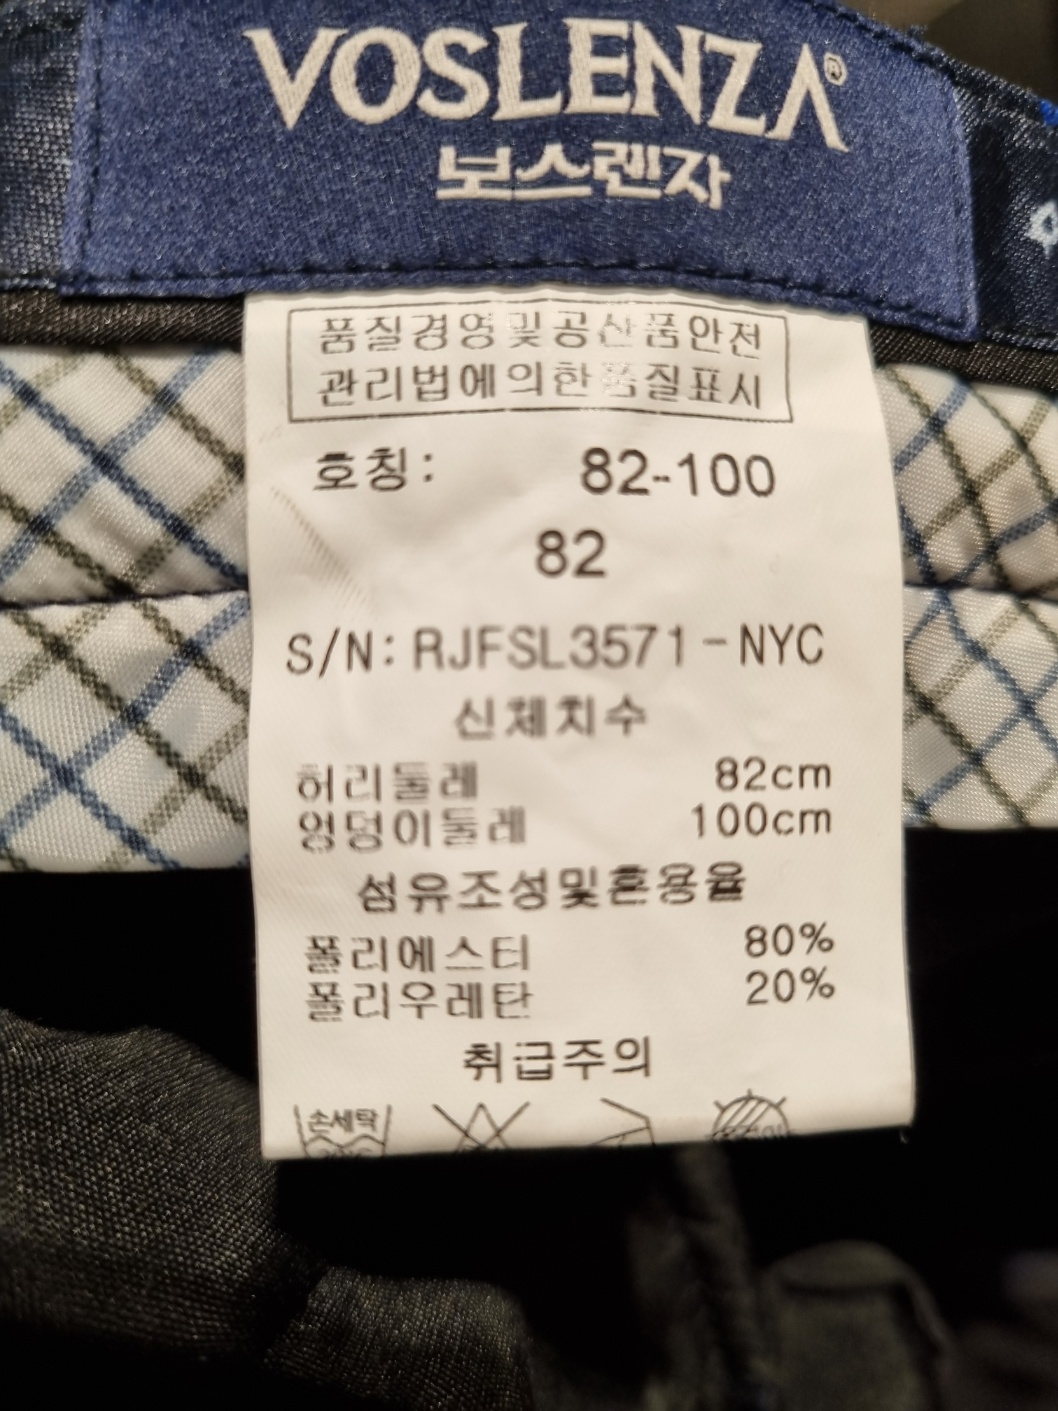 VOSLENZA®
보스렌자
품질경영및공산품안전
관리법에의한품질표시
호칭: 82-100
82
S/N: RJFSL3571-NYC
신체치수
허리둘레 82cm
엉덩이둘레 100cm
섬유조성및혼용율
폴리에스터 80%
폴리우레탄 20%
취급주의
손세탁